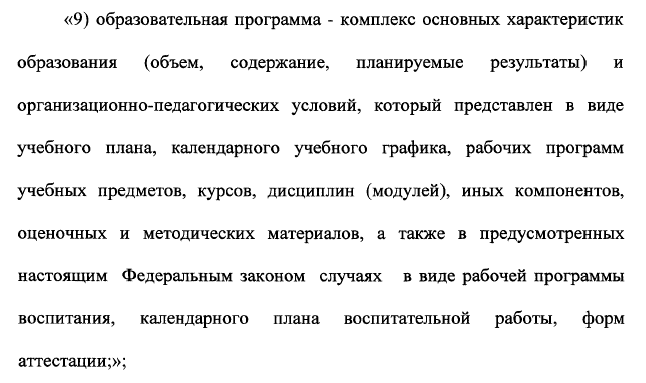 «9) образовательная программа - комплекс основных характеристик
образования (объем, содержание, планируемые результаты) и
организационно-педагогических условий, который представлен в виде
учебного плана, календарного учебного графика, рабочих программ
учебных предметов, курсов, дисциплин (модулей), иных компонентов,
оценочных и методических материалов, а также в предусмотренных
настоящим Федеральным законом случаях в виде рабочей программы
воспитания, календарного плана воспитательной работы, форм
аттестации;»;